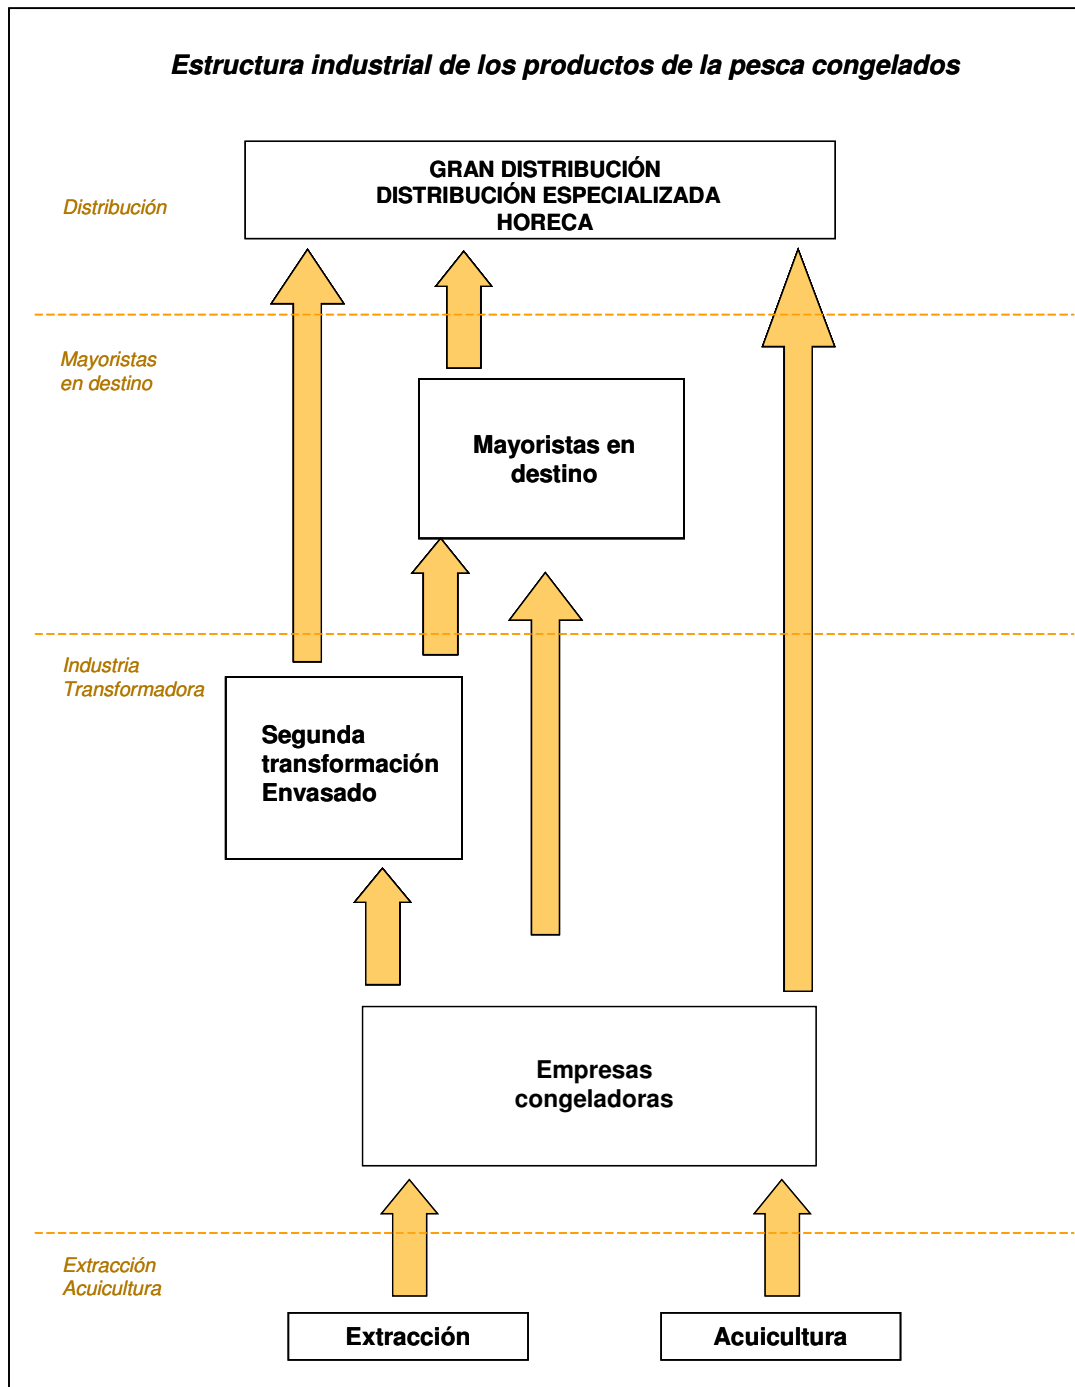 Estructura industrial de los productos de la pesca congelados
GRAN DISTRIBUCIÓN
DISTRIBUCIÓN ESPECIALIZADA
HORECA
Distribución
Mayoristas
en destino
Mayoristas en
destino
Industria
Transformadora
Segunda
transformación
Envasado
Empresas
congeladoras
Extracción
Acuicultura
Extracción
Acuicultura